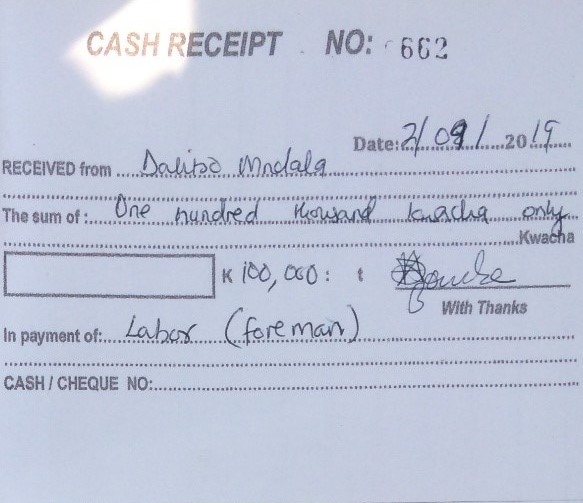 CASH RECEIPT NO: 662
Date: 2/09/2019
RECEIVED from Daliso Mndala
The sum of: One hundred thousand kwacha only
Kwacha
K 100,000: t
With Thanks
In payment of: Labor (foreman)
CASH / CHEQUE NO: